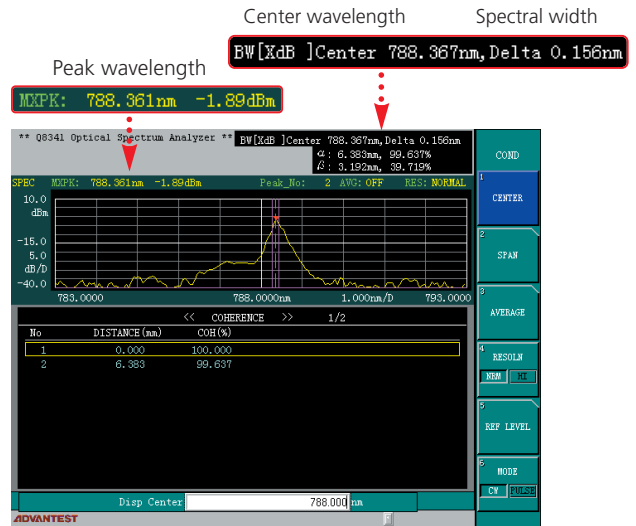 Center wavelength Spectral width
BW[XdB ]Center 788.367nm,Delta 0.156nm
Peak wavelength
MXPK: 788.361nm -1.89dBm
** Q8341 Optical Spectrum Analyzer ** BW[XdB ]Center 788.367nm,Delta 0.156nm
α: 6.383mm, 99.637%
β: 3.192mm, 39.719%
SPEC MXPK: 788.361nm -1.89dBm Peak_No: 2 AVG: OFF RES: NORMAL
10.0
dBm
-15.0
5.0
dB/D
-40.0
783.0000 788.0000nm 1.000nm/D 793.0000
<< COHERENCE >> 1/2
No DISTANCE(mm) COH(%)
1 0.000 100.000
2 6.383 99.637
Disp Center 788.000 nm
ADVANTEST
F
COND
1
CENTER
2
SPAN
3
AVERAGE
4
RESOLN
NRM HI
5
REF LEVEL
6
MODE
CW PULSE